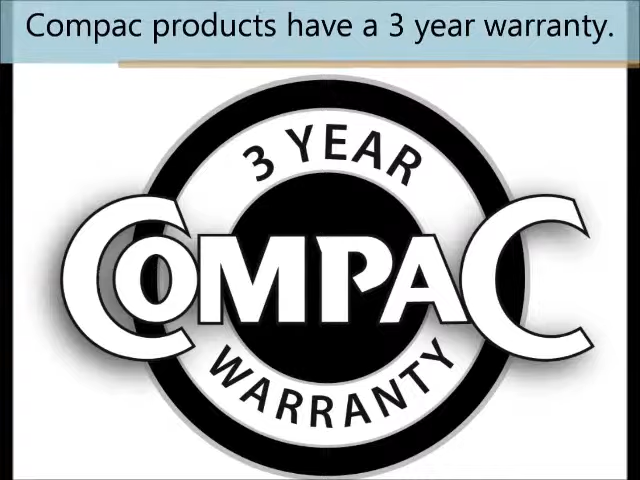 Compac products have a 3 year warranty.
3 YEAR
COMPAC
WARRANTY